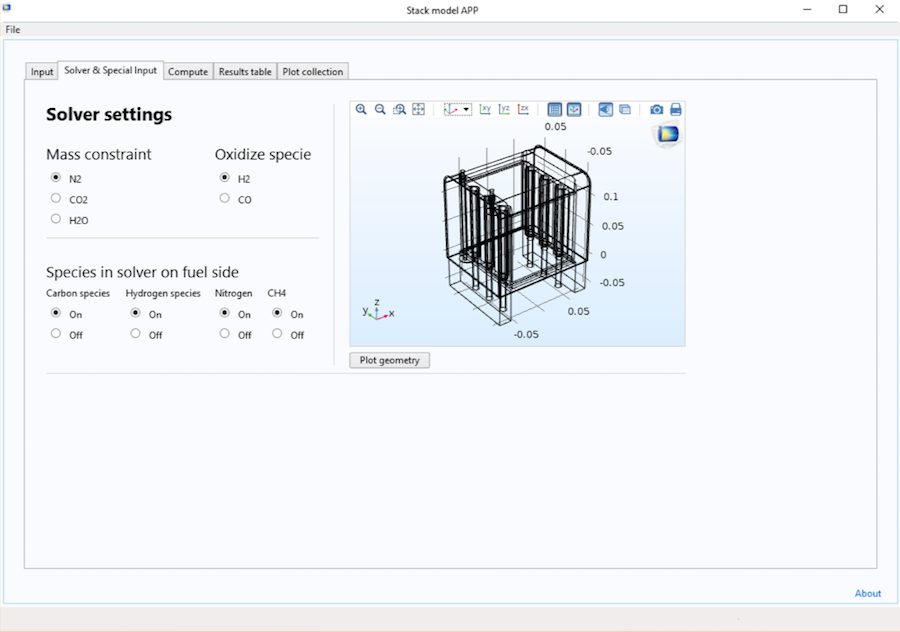 Stack model APP
File
Input Solver & Special Input Compute Results table Plot collection
Solver settings
Mass constraint Oxidize specie
N2 H2
CO2 CO
H2O
Species in solver on fuel side
Carbon species Hydrogen species Nitrogen CH4
On On On On
Off Off Off Off
xy yz zx
0.05
-0.05
0.1
0.05
0
-0.05
0.05
-0.05
z
y x
Plot geometry
About